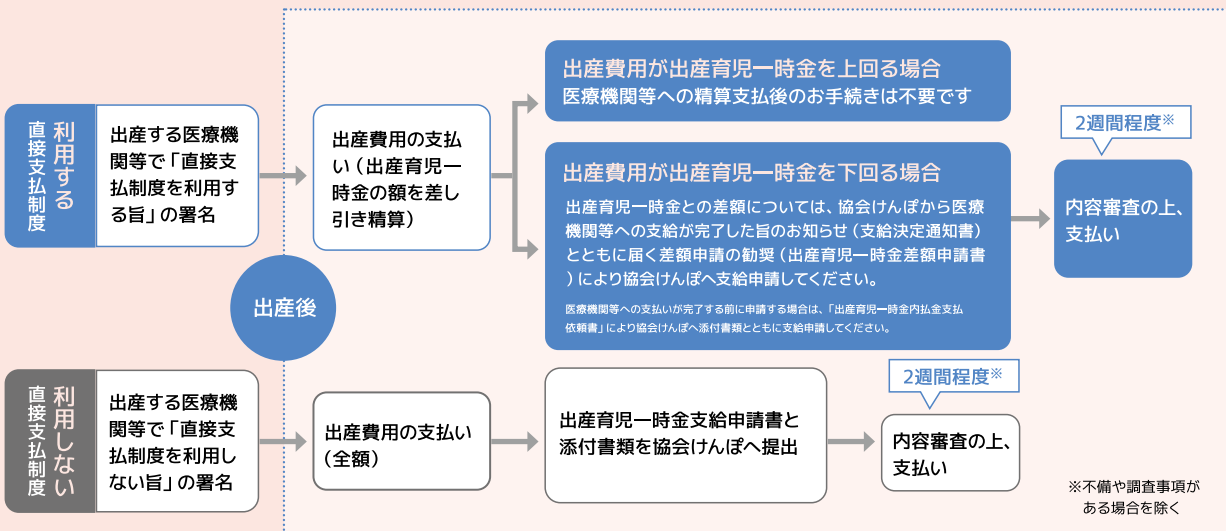 直接支払制度
利用する
出産する医療機
関等で「直接支
払制度を利用す
る旨」の署名
出産費用の支払
い（出産育児一
時金の額を差し
引き精算）
出産費用が出産育児一時金を上回る場合
医療機関等への精算支払後のお手続きは不要です
出産費用が出産育児一時金を下回る場合
出産育児一時金との差額については、協会けんぽから医療
機関等への支給が完了した旨のお知らせ（支給決定通知書）
とともに届く差額申請の勧奨（出産育児一時金差額申請書
）により協会けんぽへ支給申請してください。
医療機関等への支払いが完了する前に申請する場合は、「出産育児一時金内払金支払
依頼書」により協会けんぽへ添付書類とともに支給申請してください。
2週間程度※
内容審査の上、
支払い
出産後
直接支払制度
利用しない
出産する医療機
関等で「直接支
払制度を利用し
ない旨」の署名
出産費用の支払い
（全額）
出産育児一時金支給申請書と
添付書類を協会けんぽへ提出
2週間程度※
内容審査の上、
支払い
※不備や調査事項が
ある場合を除く